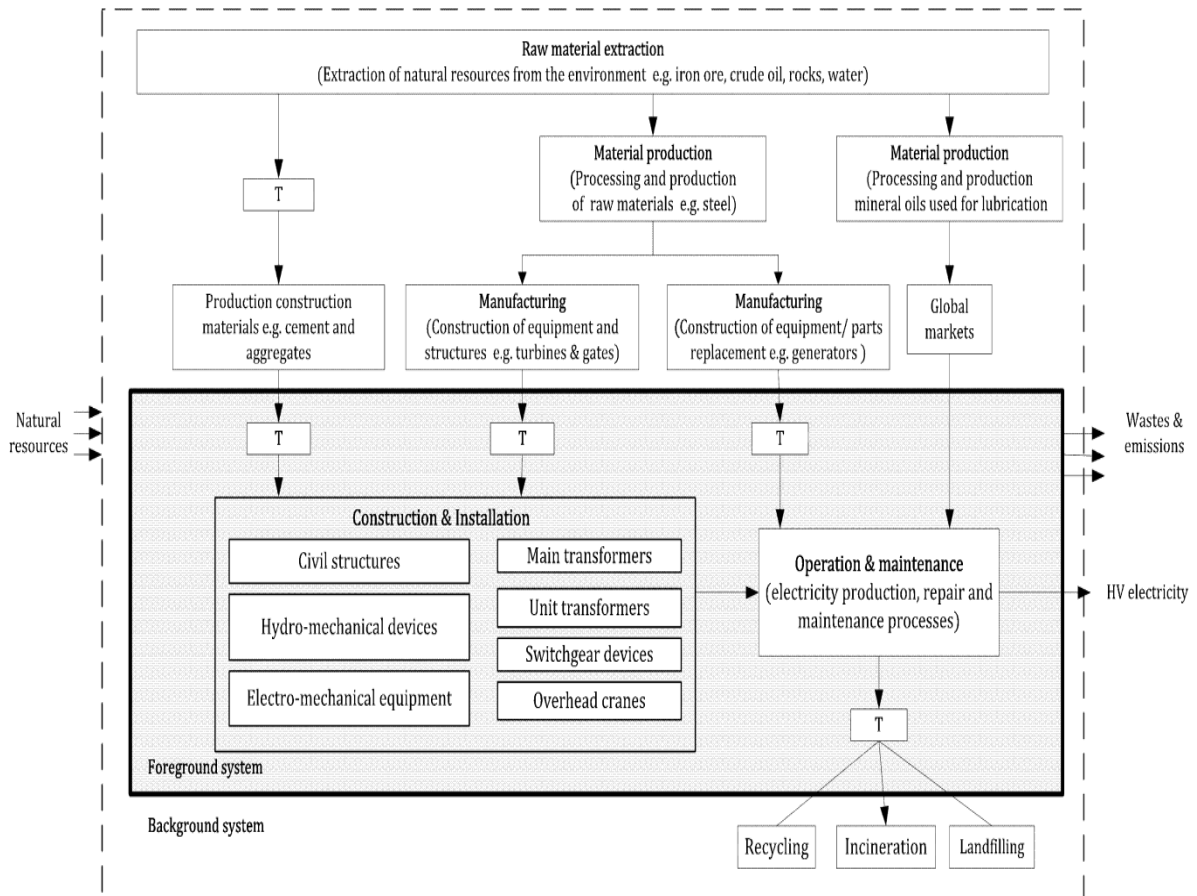 Raw material extraction
(Extraction of natural resources from the environment e.g. iron ore, crude oil, rocks, water)
T
Material production
(Processing and production
of raw materials e.g. steel)
Material production
(Processing and production
mineral oils used for lubrication
Production construction
materials e.g. cement and
aggregates
Manufacturing
(Construction of equipment and
structures e.g. turbines & gates)
Manufacturing
(Construction of equipment/ parts
replacement e.g. generators )
Global
markets
Natural
resources
T
T
T
Wastes &
emissions
Construction & Installation
Civil structures
Hydro-mechanical devices
Electro-mechanical equipment
Main transformers
Unit transformers
Switchgear devices
Overhead cranes
Operation & maintenance
(electricity production, repair and
maintenance processes)
HV electricity
T
Foreground system
Background system
Recycling
Incineration
Landfilling